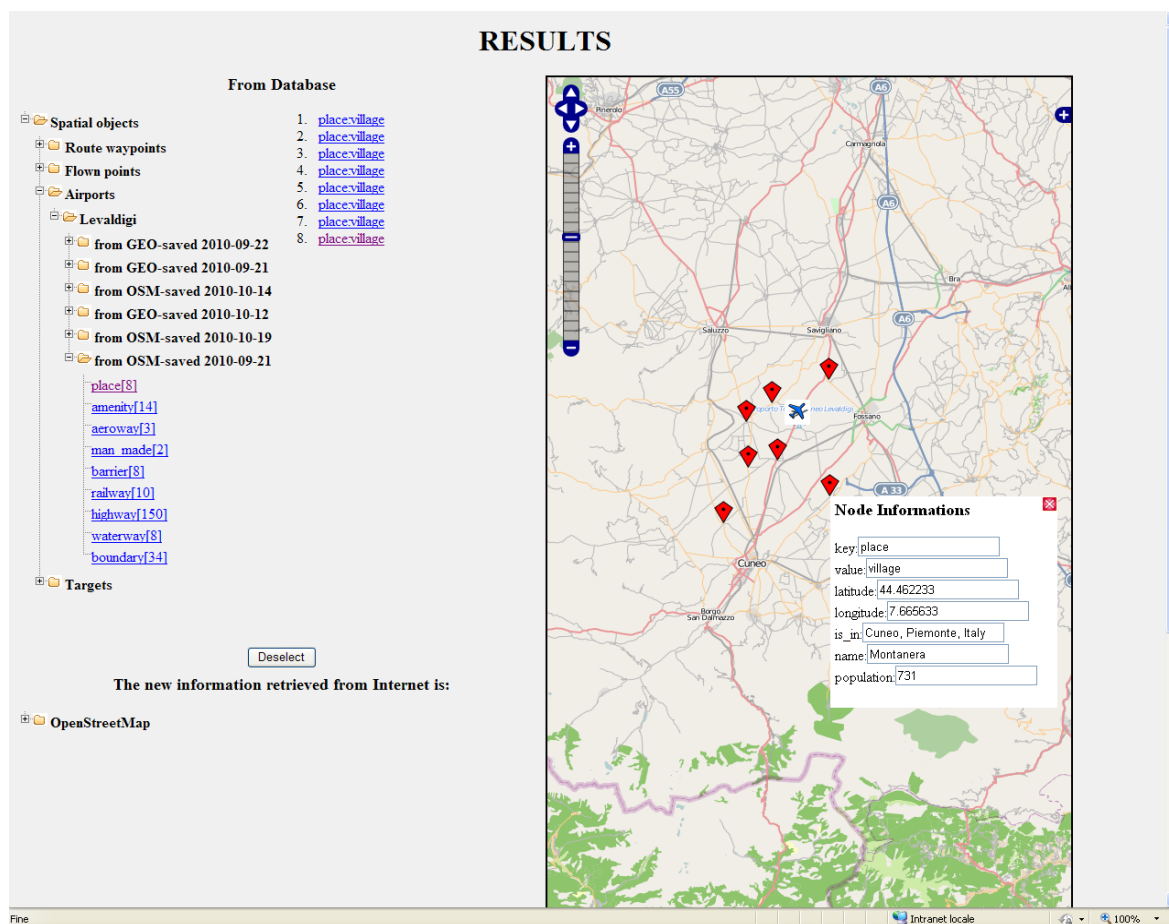 RESULTS
From Database
Spatial objects
Route waypoints
Flown points
Airports
Levaldigi
from GEO-saved 2010-09-22
from GEO-saved 2010-09-21
from OSM-saved 2010-10-14
from GEO-saved 2010-10-12
from OSM-saved 2010-10-19
from OSM-saved 2010-09-21
place[8]
amenity[14]
aeroway[3]
man_made[2]
barrier[8]
railway[10]
highway[150]
waterway[8]
boundary[34]
Targets
1. place:village
2. place:village
3. place:village
4. place:village
5. place:village
6. place:village
7. place:village
8. place:village
Deselect
The new information retrieved from Internet is:
OpenStreetMap
A55
A6
Pinerolo
Carmagnola
A6
Bra
Saluzzo
Savigliano
A6
Fossano
A 33
Cuneo
Borgo
San Dalmazzo
Node Informations
key: place
value: village
latitude: 44.462233
longitude: 7.665633
is_in: Cuneo, Piemonte, Italy
name: Montanera
population: 731
Fine
Intranet locale
100%